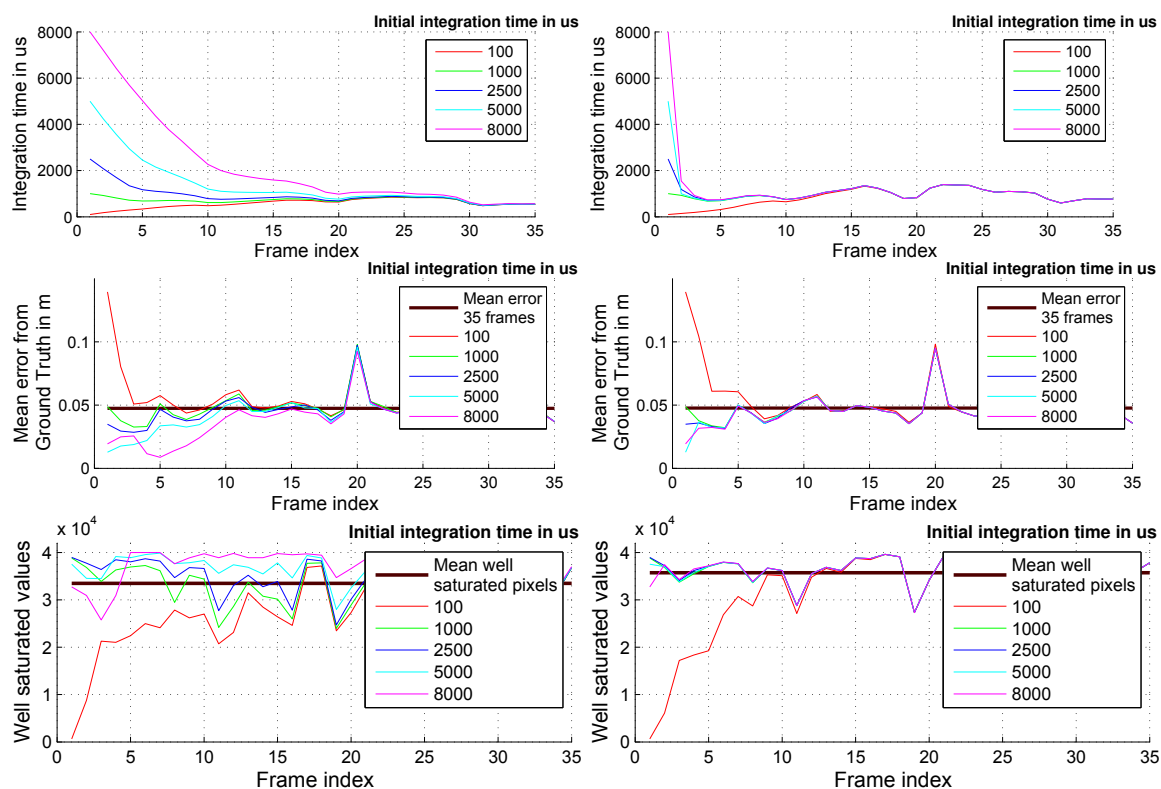 Initial integration time in us
8000
6000
4000
2000
0
Integration time in us
100
1000
2500
5000
8000
0 5 10 15 20 25 30 35
Frame index
Initial integration time in us
8000
6000
4000
2000
0
Integration time in us
100
1000
2500
5000
8000
0 5 10 15 20 25 30 35
Frame index
Initial integration time in us
0.1
0.05
0
Mean error from
Ground Truth in m
Mean error
35 frames
100
1000
2500
5000
8000
0 5 10 15 20 25 30 35
Frame index
Initial integration time in us
0.1
0.05
0
Mean error from
Ground Truth in m
Mean error
35 frames
100
1000
2500
5000
8000
0 5 10 15 20 25 30 35
Frame index
x 10^4
Initial integration time in us
4
3
2
1
0
Well saturated values
Mean well
saturated pixels
100
1000
2500
5000
8000
0 5 10 15 20 25 30 35
Frame index
x 10^4
Initial integration time in us
4
3
2
1
0
Well saturated values
Mean well
saturated pixels
100
1000
2500
5000
8000
0 5 10 15 20 25 30 35
Frame index